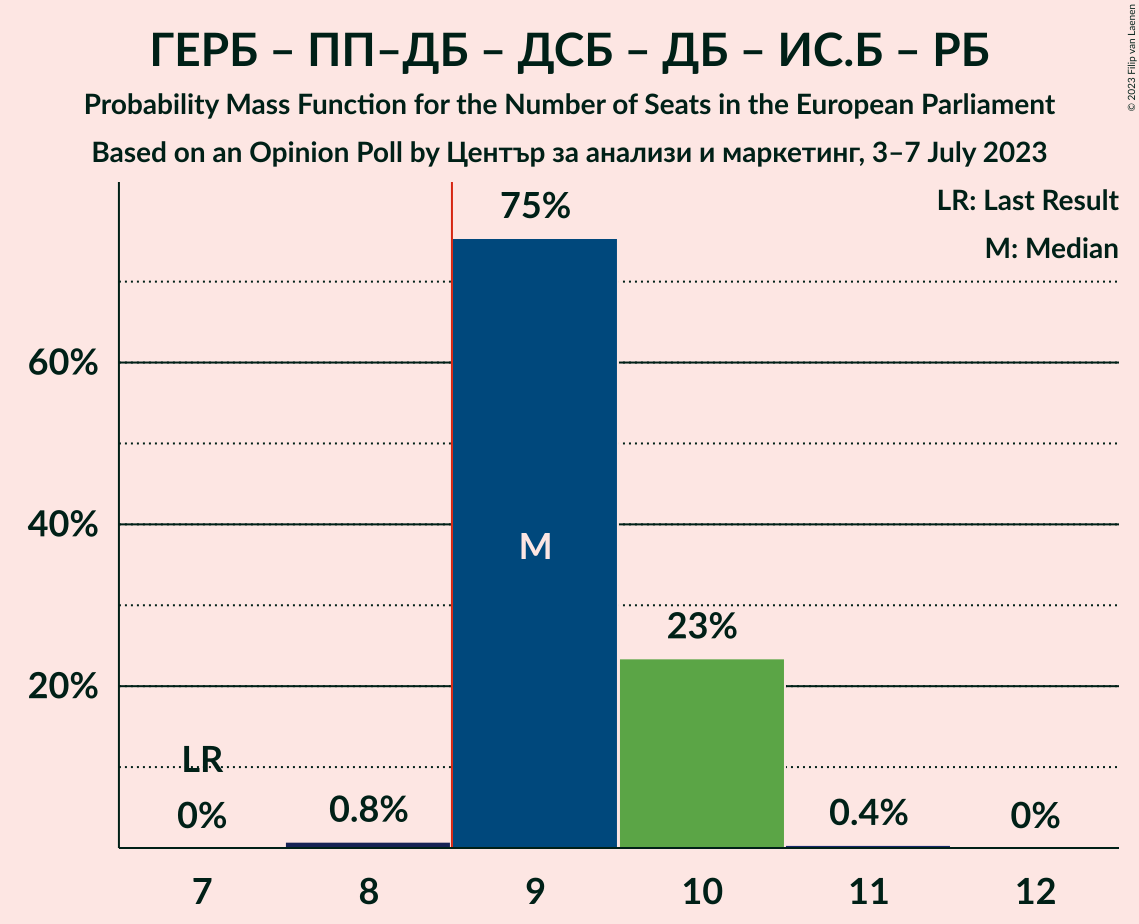 ГЕРБ – ПП–ДБ – ДСБ – ДБ – ИС.Б – РБ
Probability Mass Function for the Number of Seats in the European Parliament
Based on an Opinion Poll by Център за анализи и маркетинг, 3–7 July 2023
© 2023 Filip van Laenen
LR: Last Result
M: Median
75%
60%
40%
M
23%
20%
LR
0%
0.8%
0.4%
0%
7 8 9 10 11 12